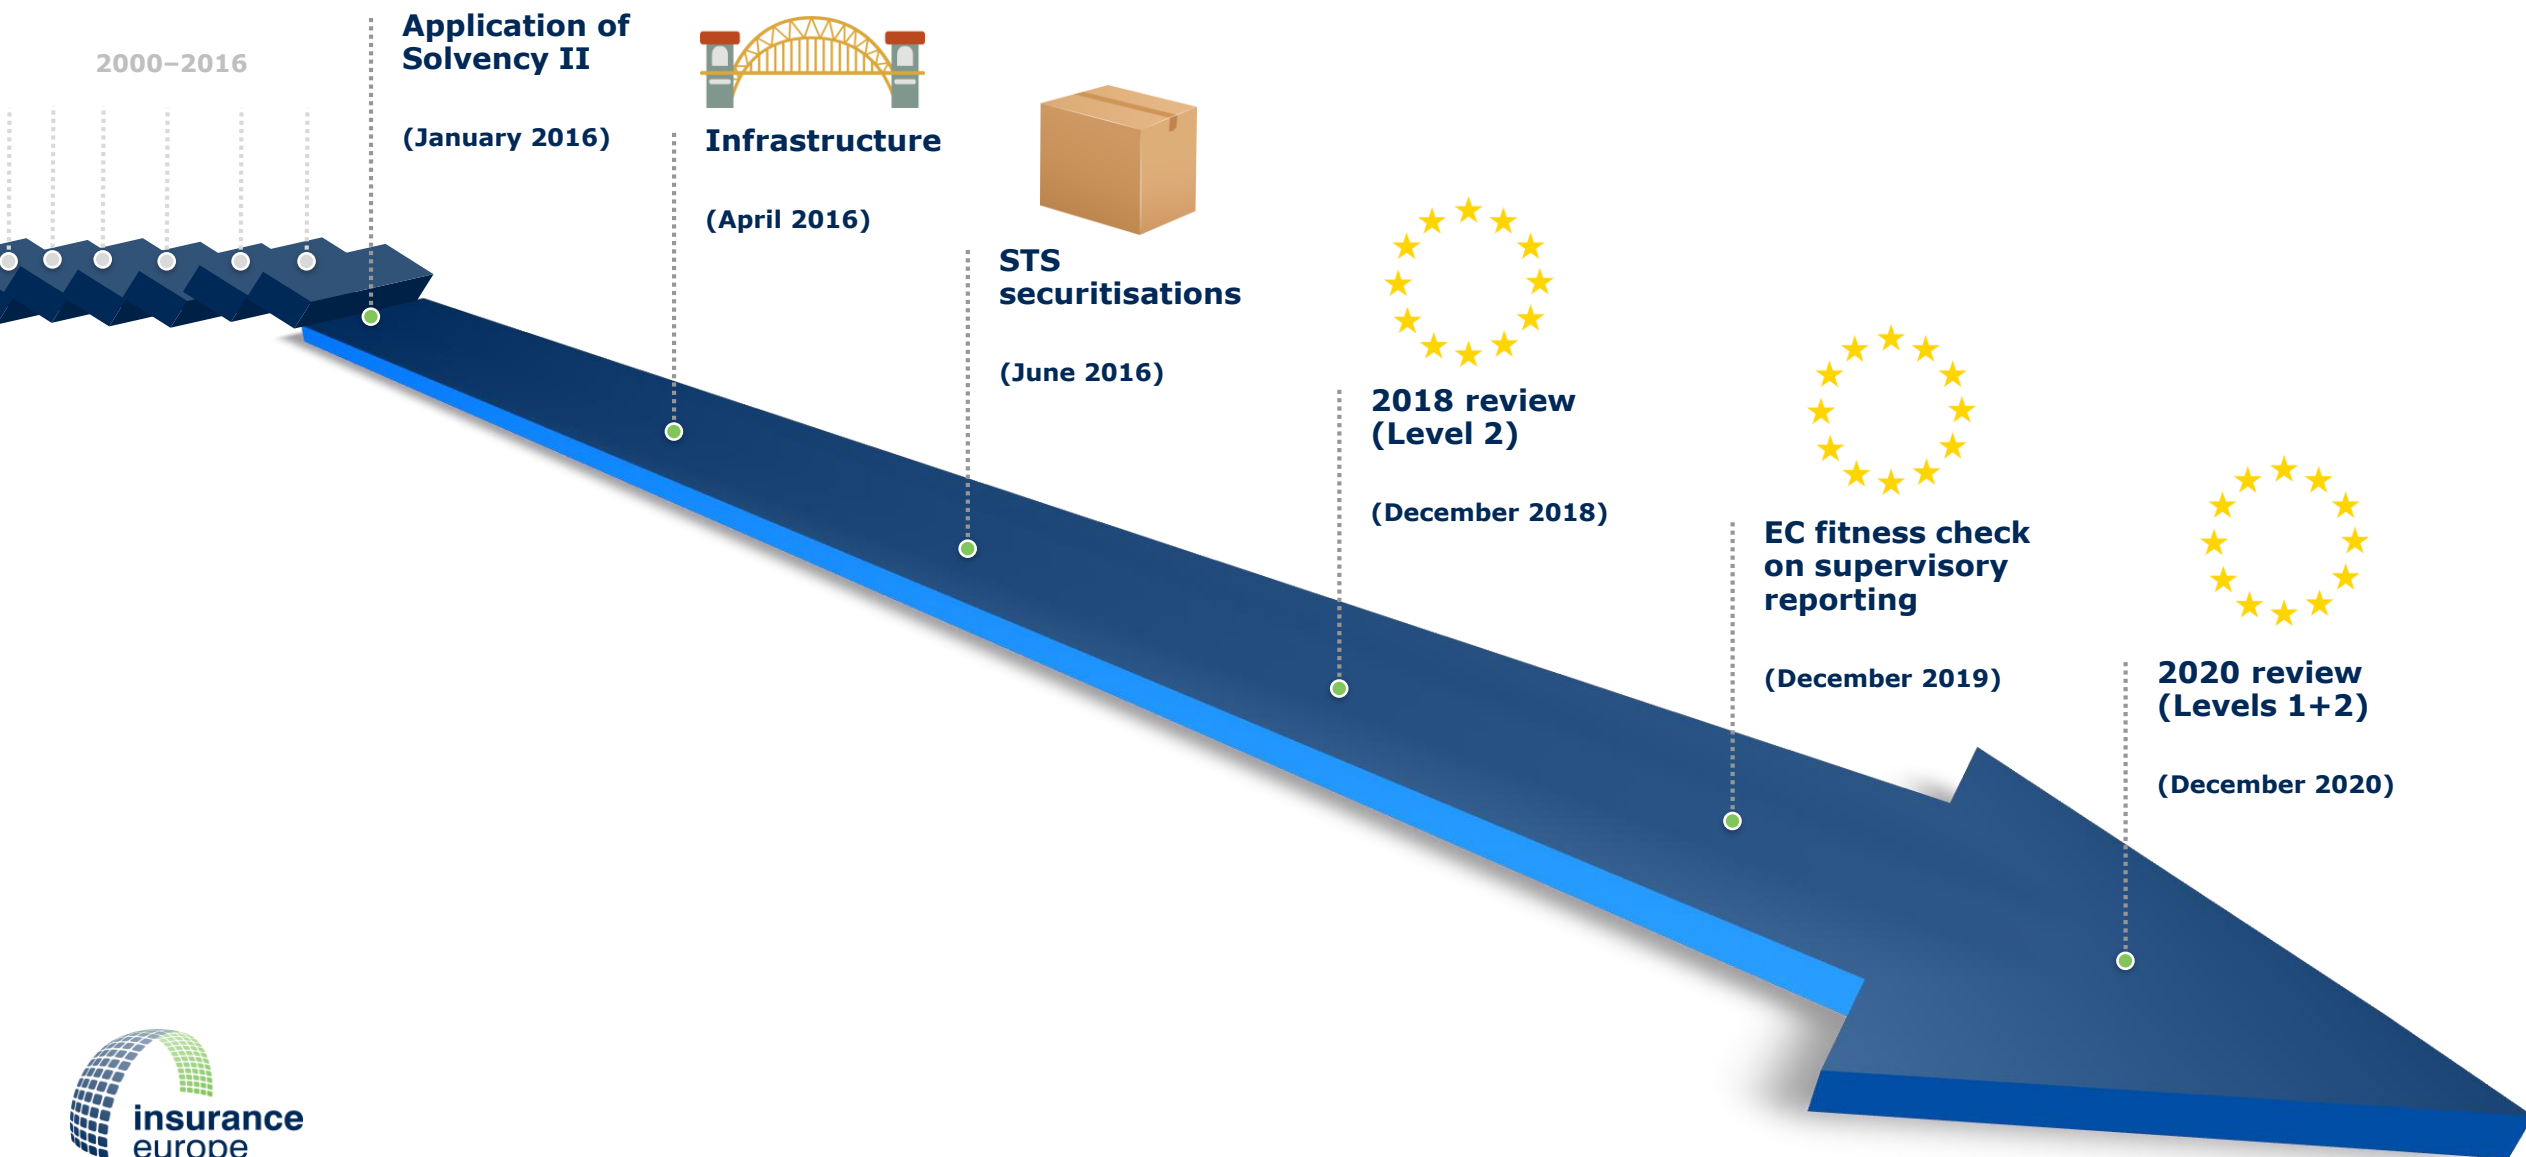 2000–2016
Application of
Solvency II
(January 2016)
Infrastructure
(April 2016)
STS
securitisations
(June 2016)
2018 review
(Level 2)
(December 2018)
EC fitness check
on supervisory
reporting
(December 2019)
2020 review
(Levels 1+2)
(December 2020)
insurance
europe